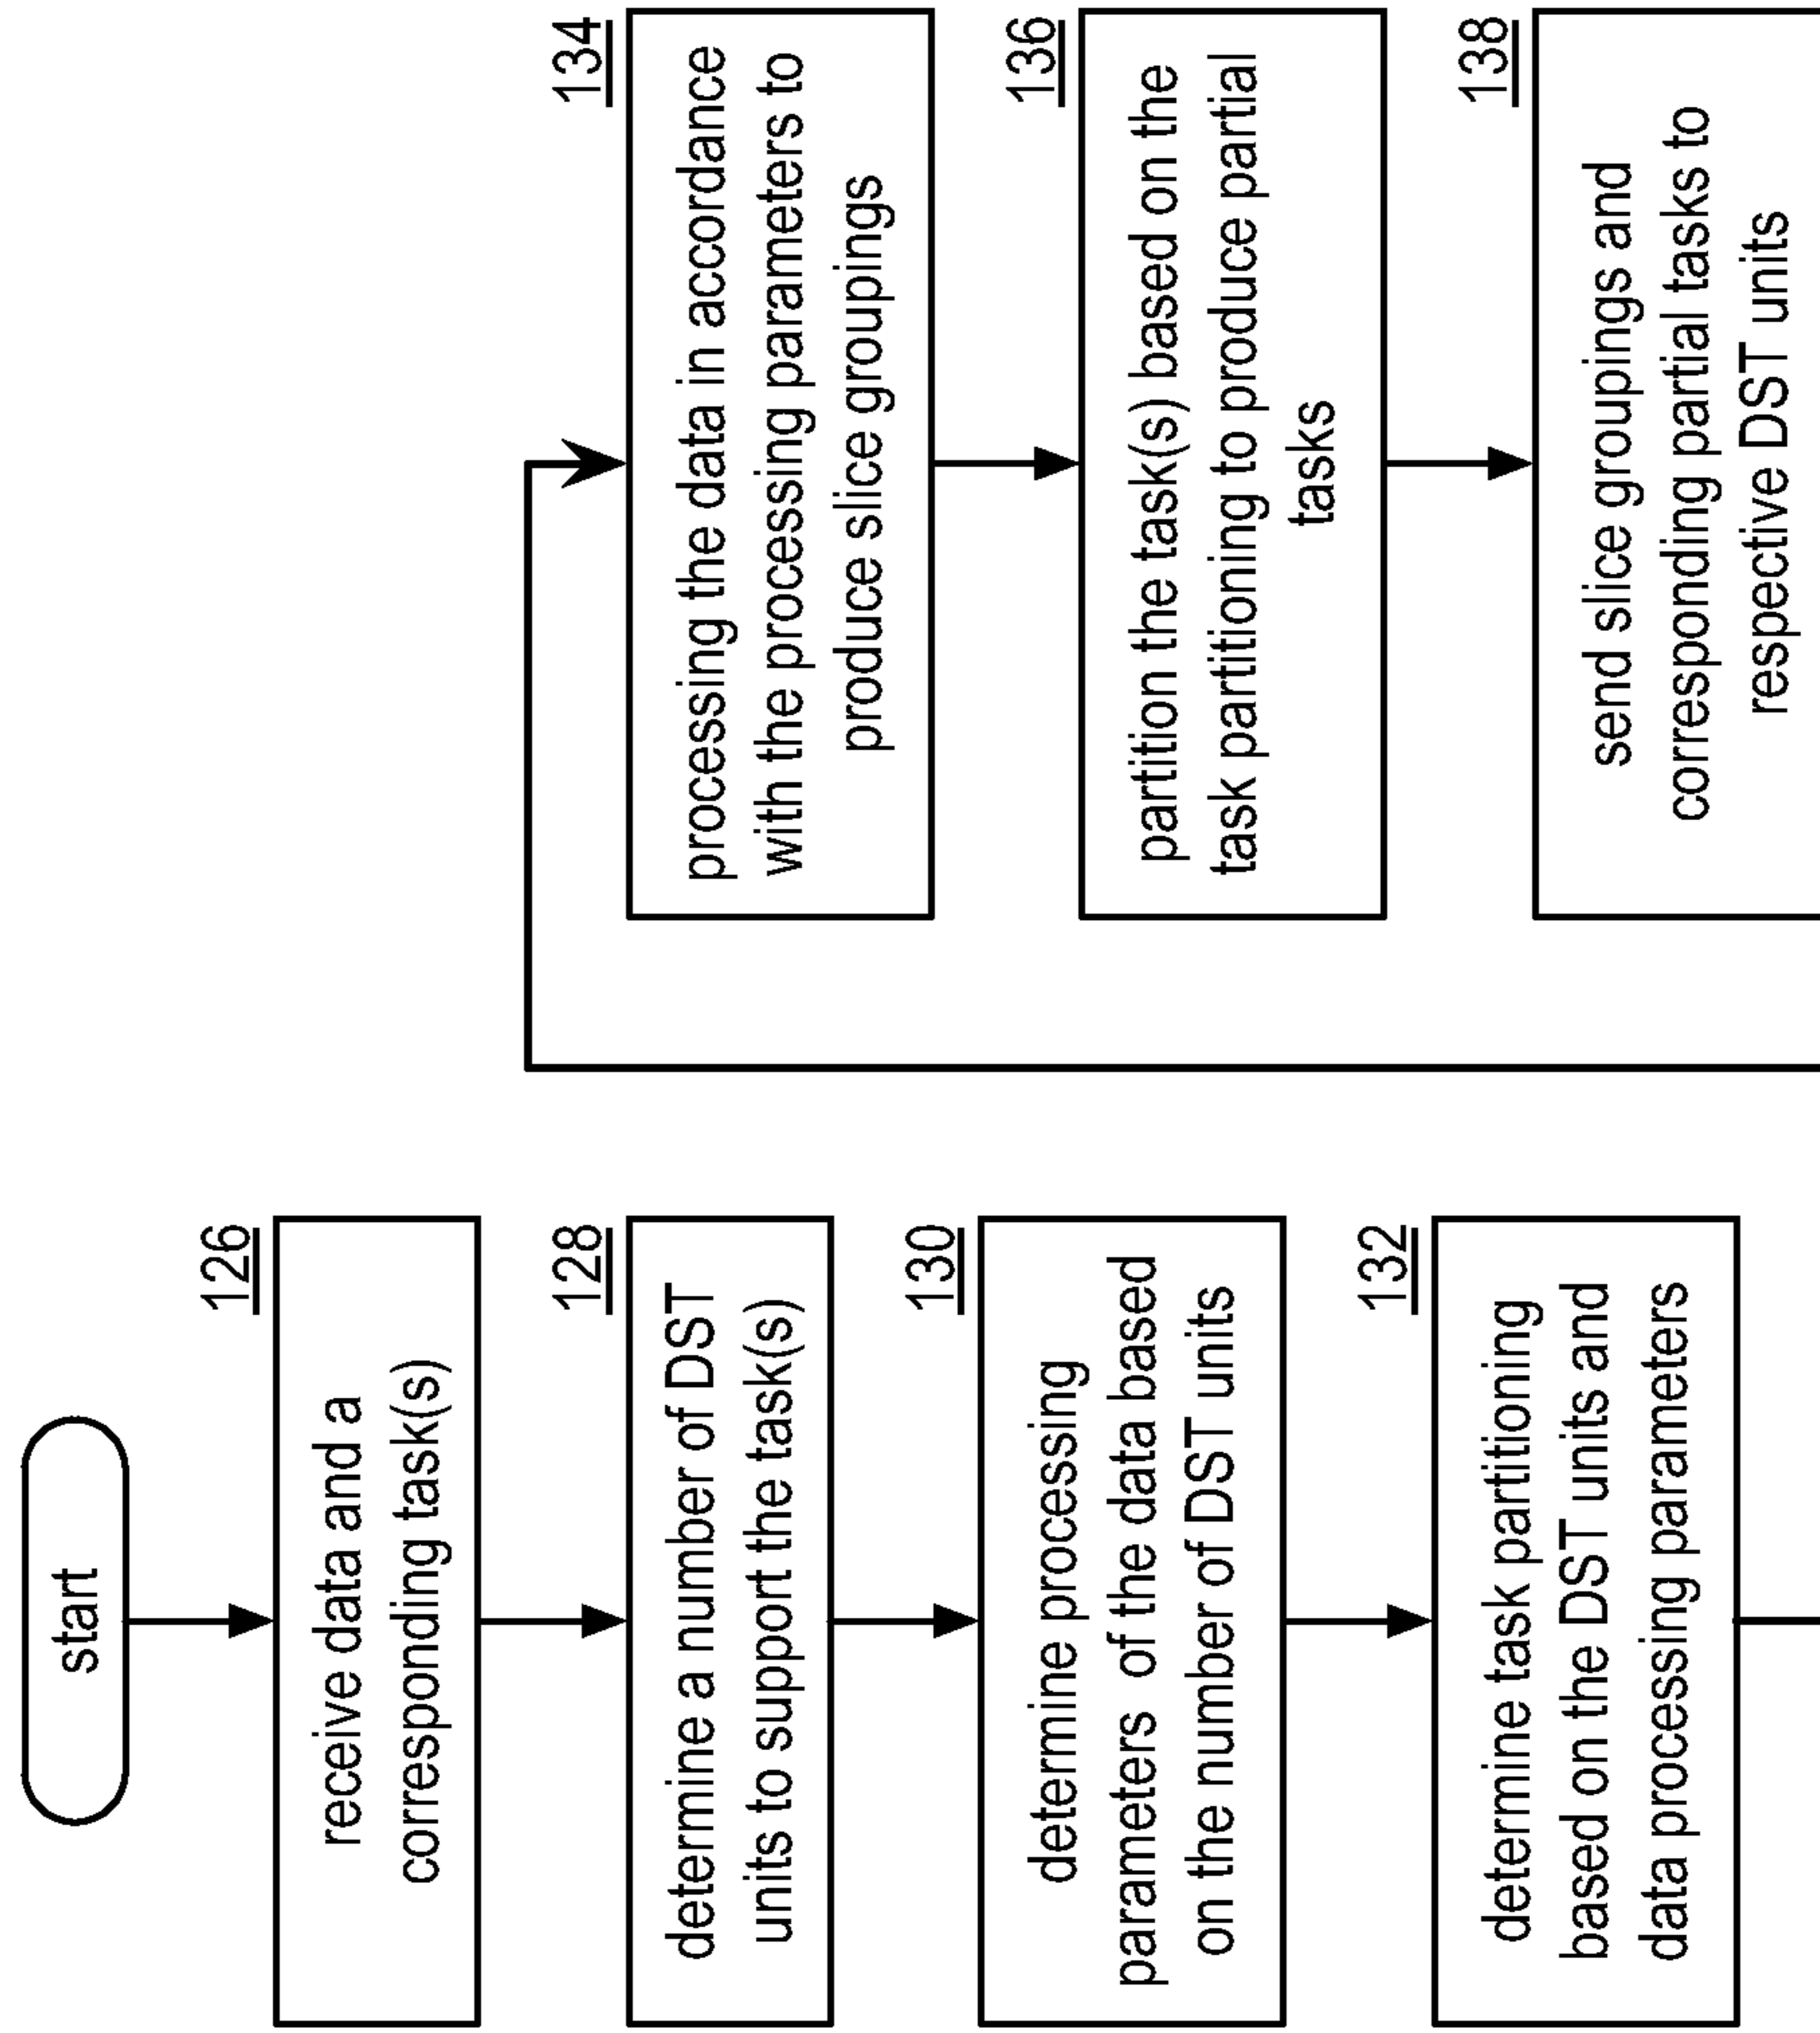 start
126
receive data and a
corresponding task(s)
128
determine a number of DST
units to support the task(s)
130
determine processing
parameters  of the data based
on the number of DST units
132
determine task partitioning
based on the DST units and
data processing parameters
134
processing the data in accordance
with the processing parameters to
produce slice groupings
136
partition the task(s) based on the
task partitioning to produce partial
tasks
138
send slice groupings and
corresponding partial tasks to
respective DST units